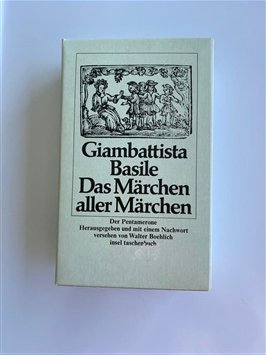 Giambattista
Basile
Das Märchen
aller Märchen
Der Pentamerone
Herausgegeben und mit einem Nachwort
versehen von Walter Boehlich
insel taschenbuch